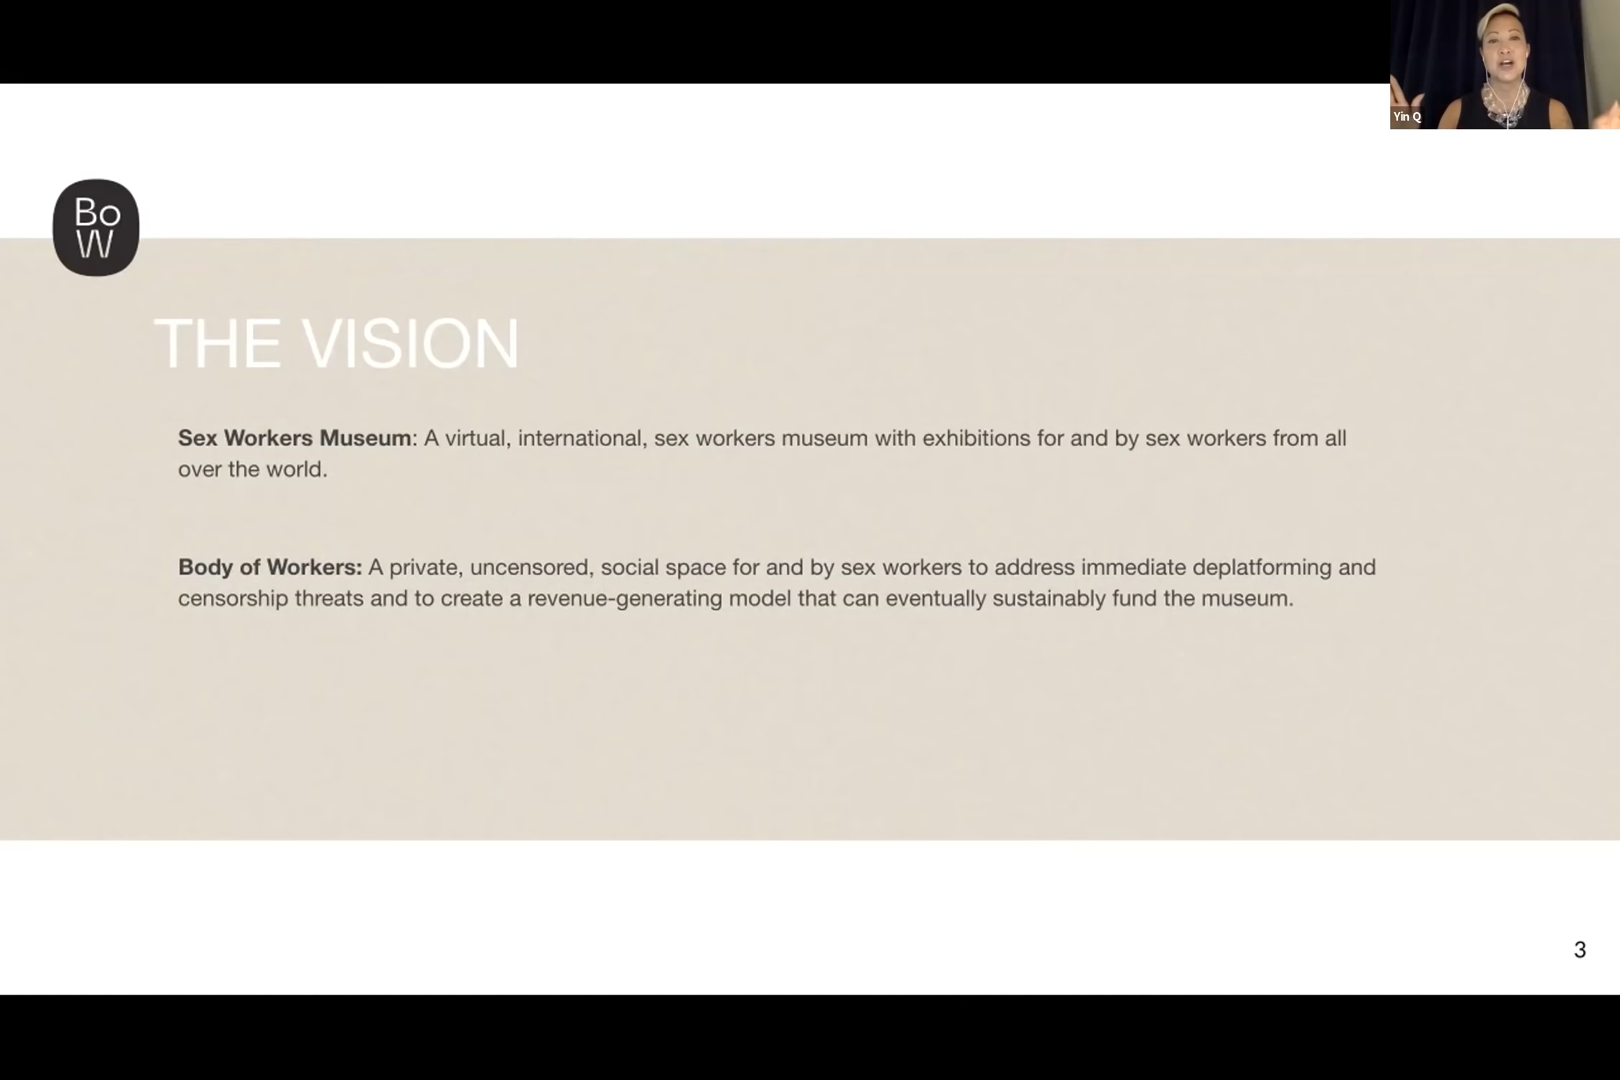 Yin Q
Bo
W
THE VISION
Sex Workers Museum: A virtual, international, sex workers museum with exhibitions for and by sex workers from all
over the world.
Body of Workers: A private, uncensored, social space for and by sex workers to address immediate deplatforming and
censorship threats and to create a revenue-generating model that can eventually sustainably fund the museum.
3